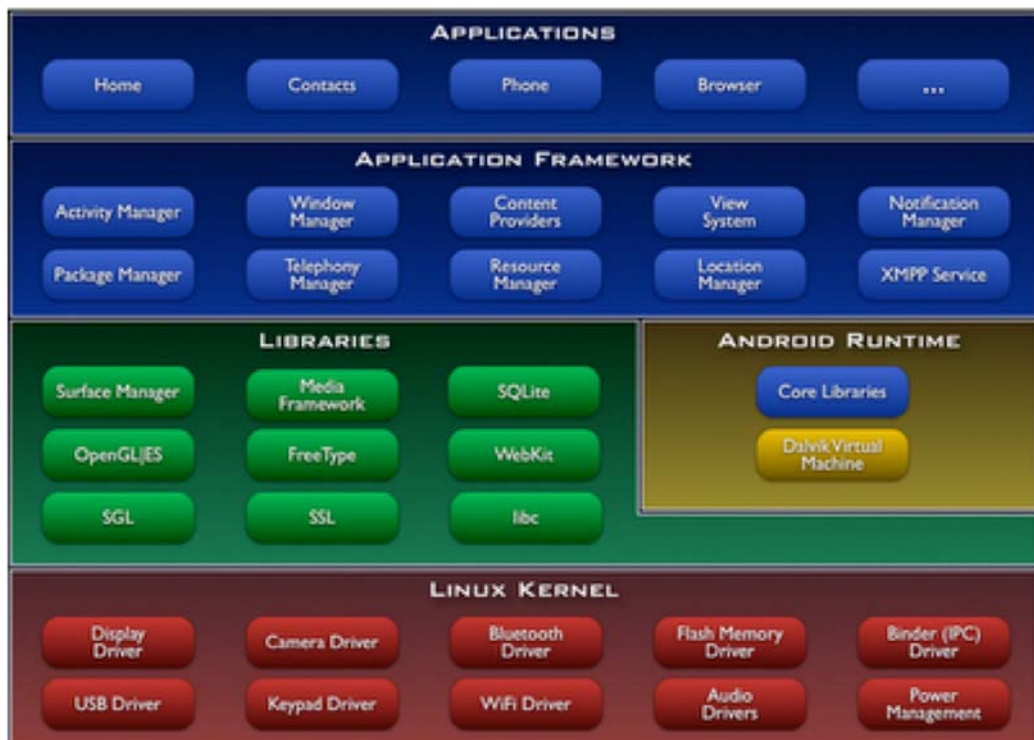 APPLICATIONS
Home
Contacts
Phone
Browser
...
APPLICATION FRAMEWORK
Activity Manager
Window
Manager
Content
Providers
View
System
Notification
Manager
Package Manager
Telephony
Manager
Resource
Manager
Location
Manager
XMPP Service
LIBRARIES
Surface Manager
Media
Framework
SQLite
OpenGL|ES
FreeType
WebKit
SGL
SSL
libc
ANDROID RUNTIME
Core Libraries
Dalvik Virtual
Machine
LINUX KERNEL
Display
Driver
Camera Driver
Bluetooth
Driver
Flash Memory
Driver
Binder (IPC)
Driver
USB Driver
Keypad Driver
WiFi Driver
Audio
Drivers
Power
Management